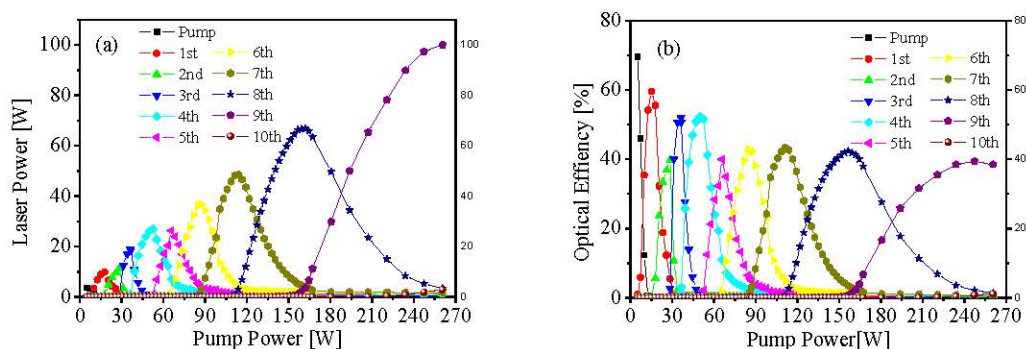 (a)
Laser Power [W]
100
80
60
40
20
0
100
80
60
40
20
0
Pump
1st
2nd
3rd
4th
5th
6th
7th
8th
9th
10th
0 30 60 90 120 150 180 210 240 270
Pump Power [W]
(b)
Optical Effiency [%]
80
60
40
20
0
80
60
40
20
0
Pump
1st
2nd
3rd
4th
5th
6th
7th
8th
9th
10th
0 30 60 90 120 150 180 210 240 270
Pump Power[W]